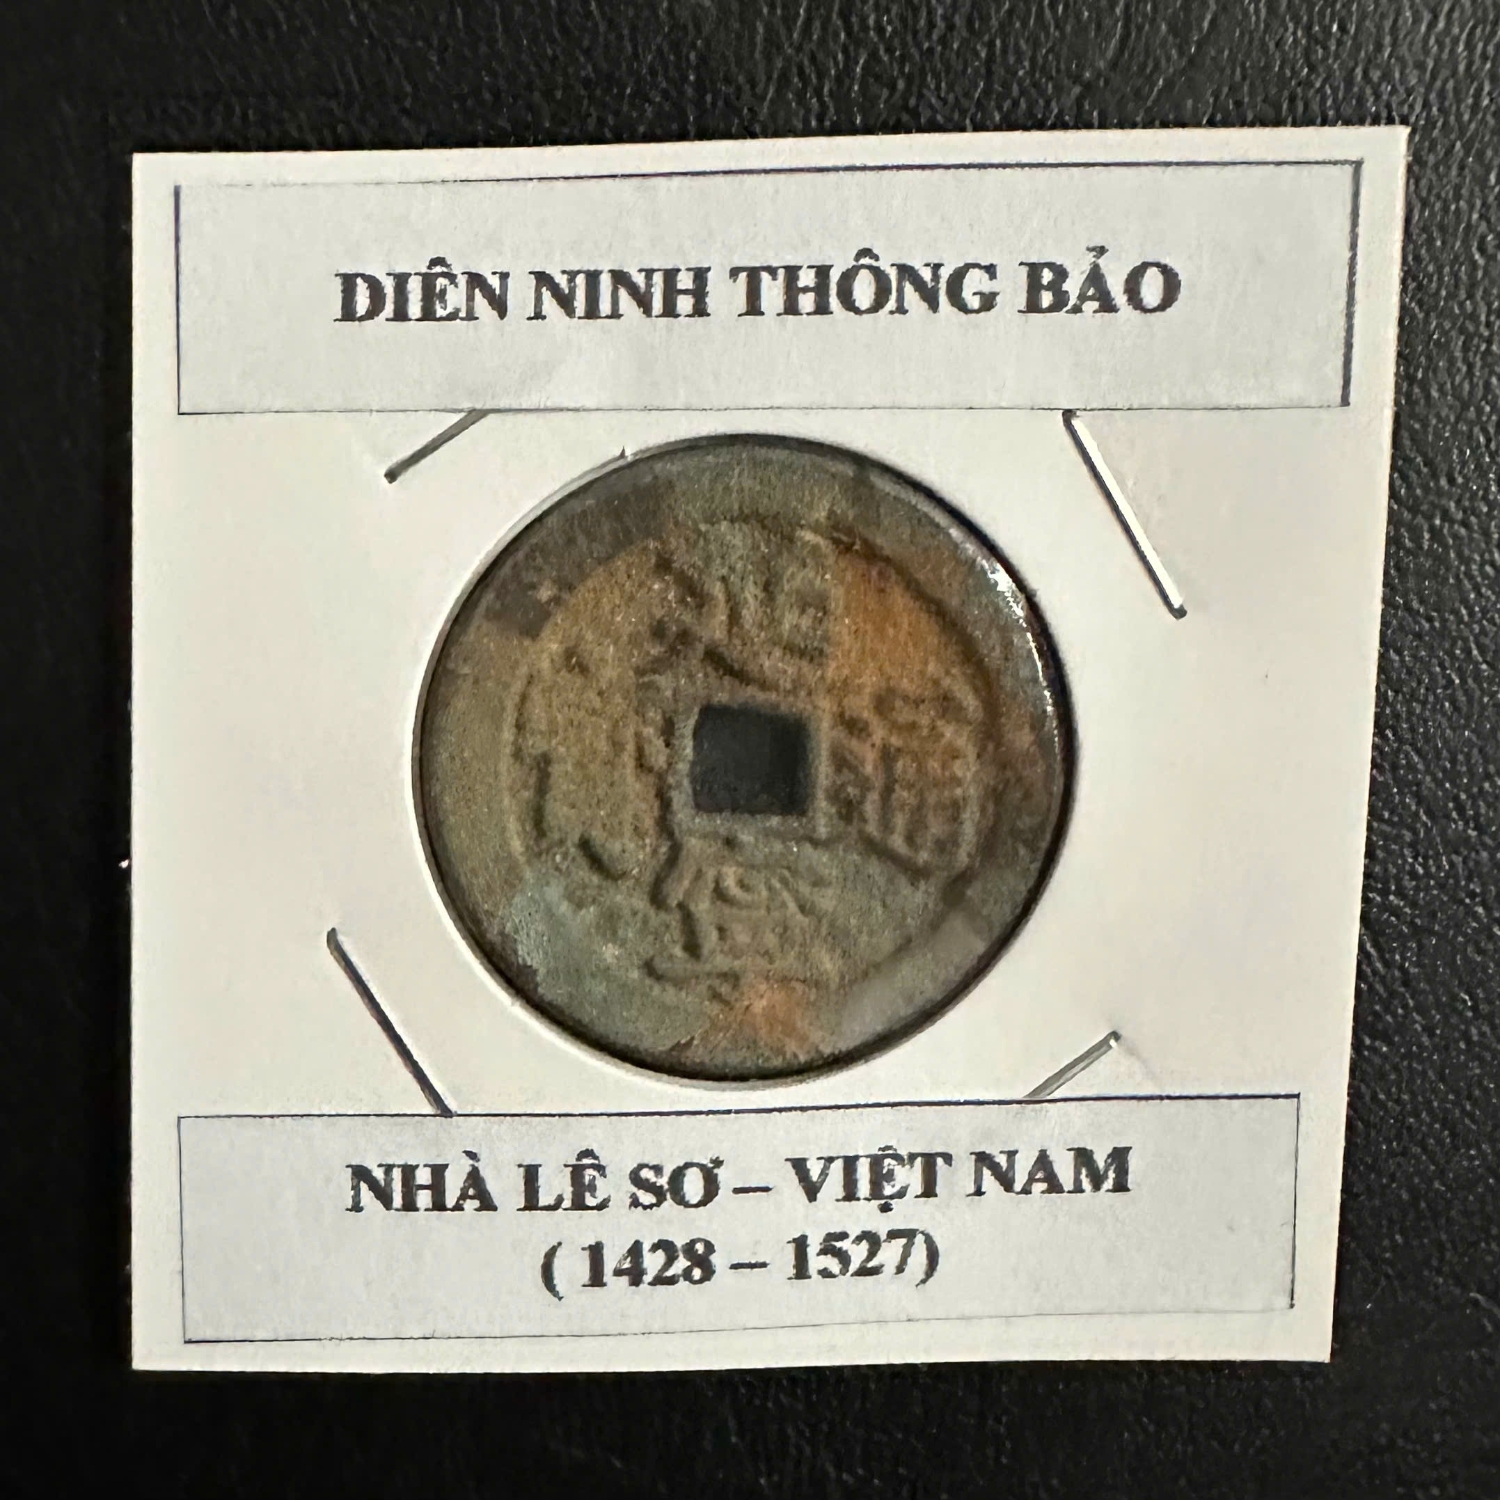 DIÊN NINH THÔNG BẢO
NHÀ LÊ SƠ – VIỆT NAM
( 1428 – 1527)